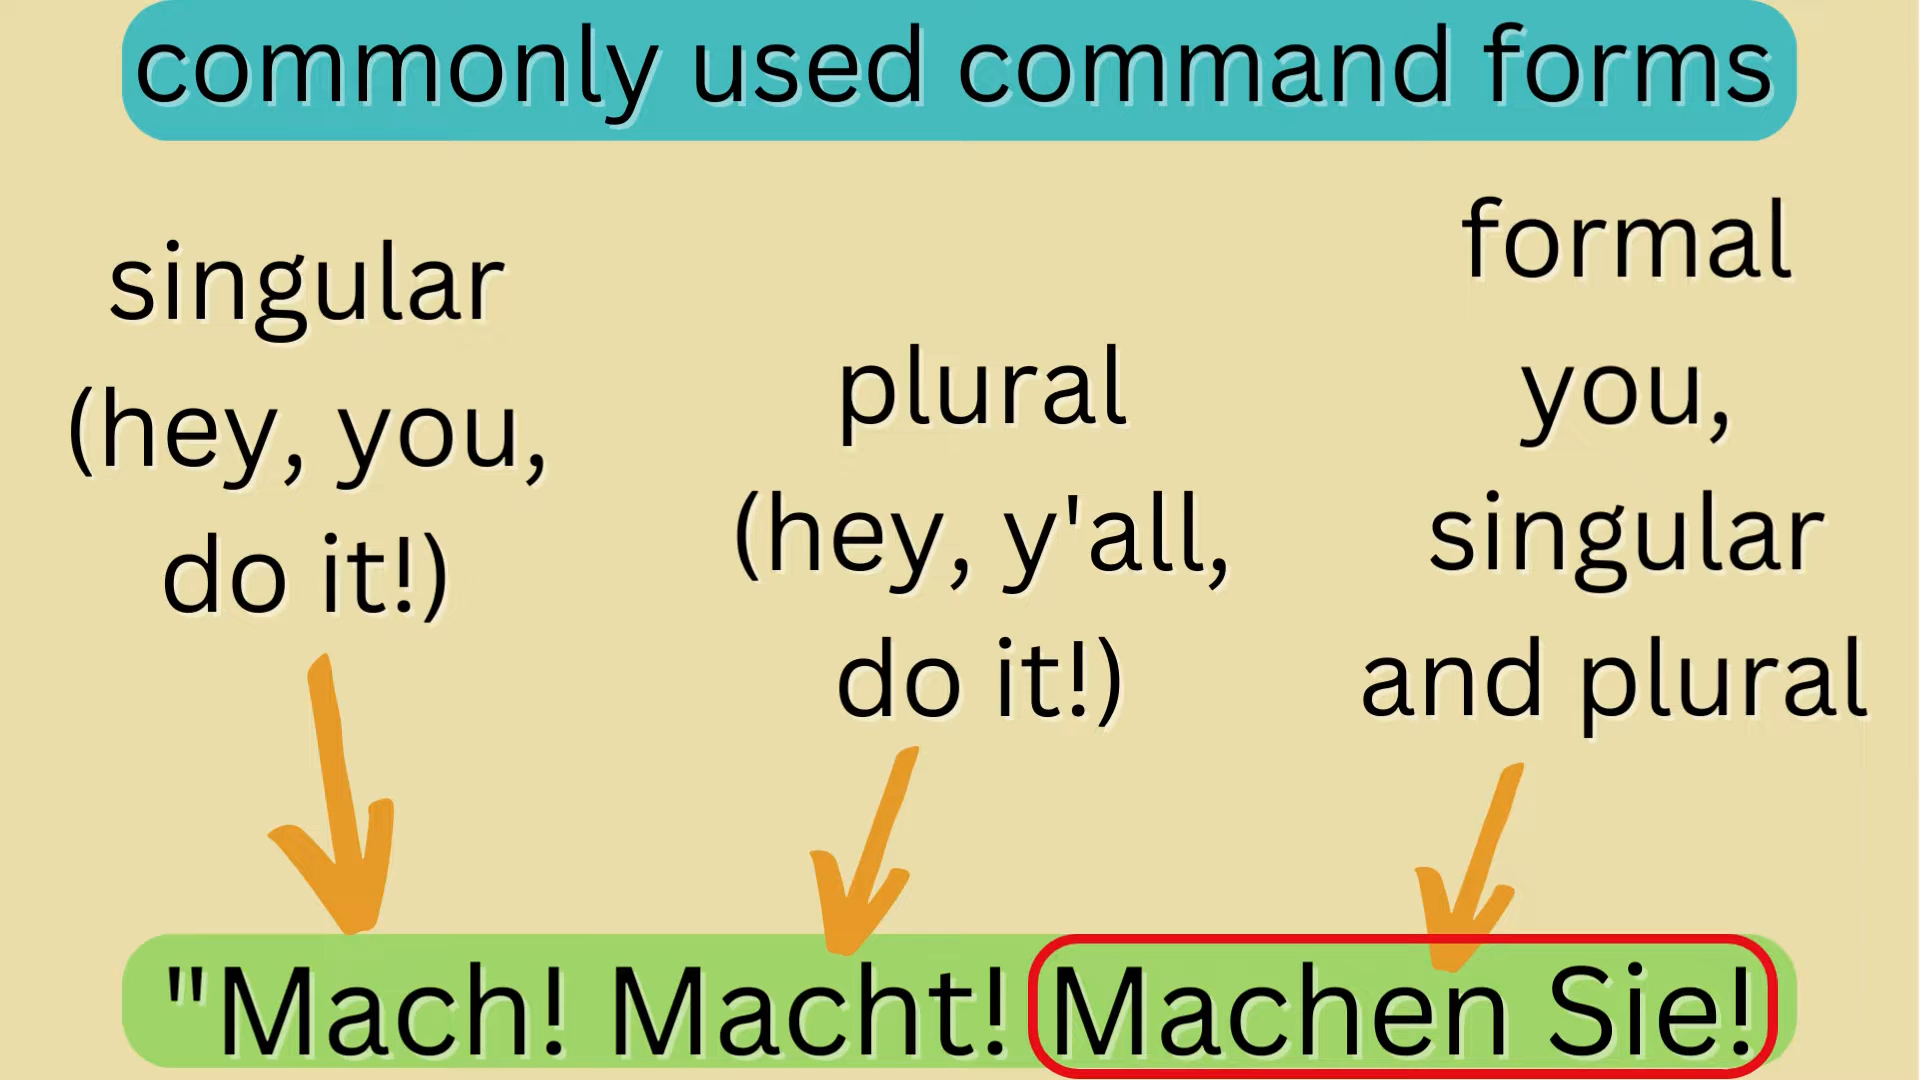 commonly used command forms
singular
(hey, you,
do it!)
plural
(hey, y'all,
do it!)
formal
you,
singular
and plural
"Mach! Macht! Machen Sie!